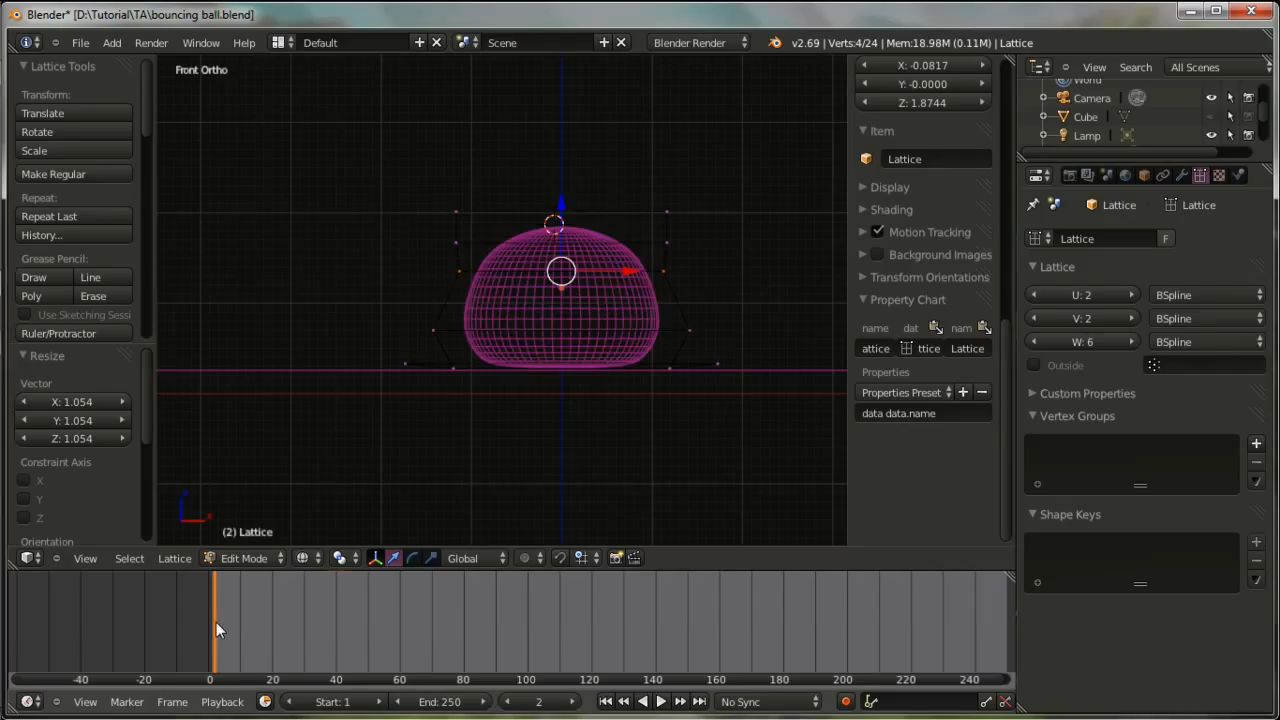 Blender* [D:\Tutorial\TA\bouncing ball.blend]
File Add Render Window Help Default Scene Blender Render v2.69 | Verts:4/24 | Mem:18.98M (0.11M) | Lattice
Lattice Tools
Transform:
Translate
Rotate
Scale
Make Regular
Repeat:
Repeat Last
History...
Grease Pencil:
Draw Line
Poly Erase
Use Sketching Sessi
Ruler/Protractor
Resize
Vector
X: 1.054
Y: 1.054
Z: 1.054
Constraint Axis
X
Y
Z
Orientation
Front Ortho
(2) Lattice
X: -0.0817
Y: -0.0000
Z: 1.8744
Item
Lattice
Display
Shading
Motion Tracking
Background Images
Transform Orientations
Property Chart
name dat nam
attice ttice Lattice
Properties
Properties Preset
data data.name
View Search All Scenes
World
Camera
Cube
Lamp
Lattice Lattice
Lattice F
Lattice
U: 2 BSpline
V: 2 BSpline
W: 6 BSpline
Outside
Custom Properties
Vertex Groups
Shape Keys
View Select Lattice Edit Mode Global
-40 -20 0 20 40 60 80 100 120 140 160 180 200 220 240
View Marker Frame Playback Start: 1 End: 250 2 No Sync